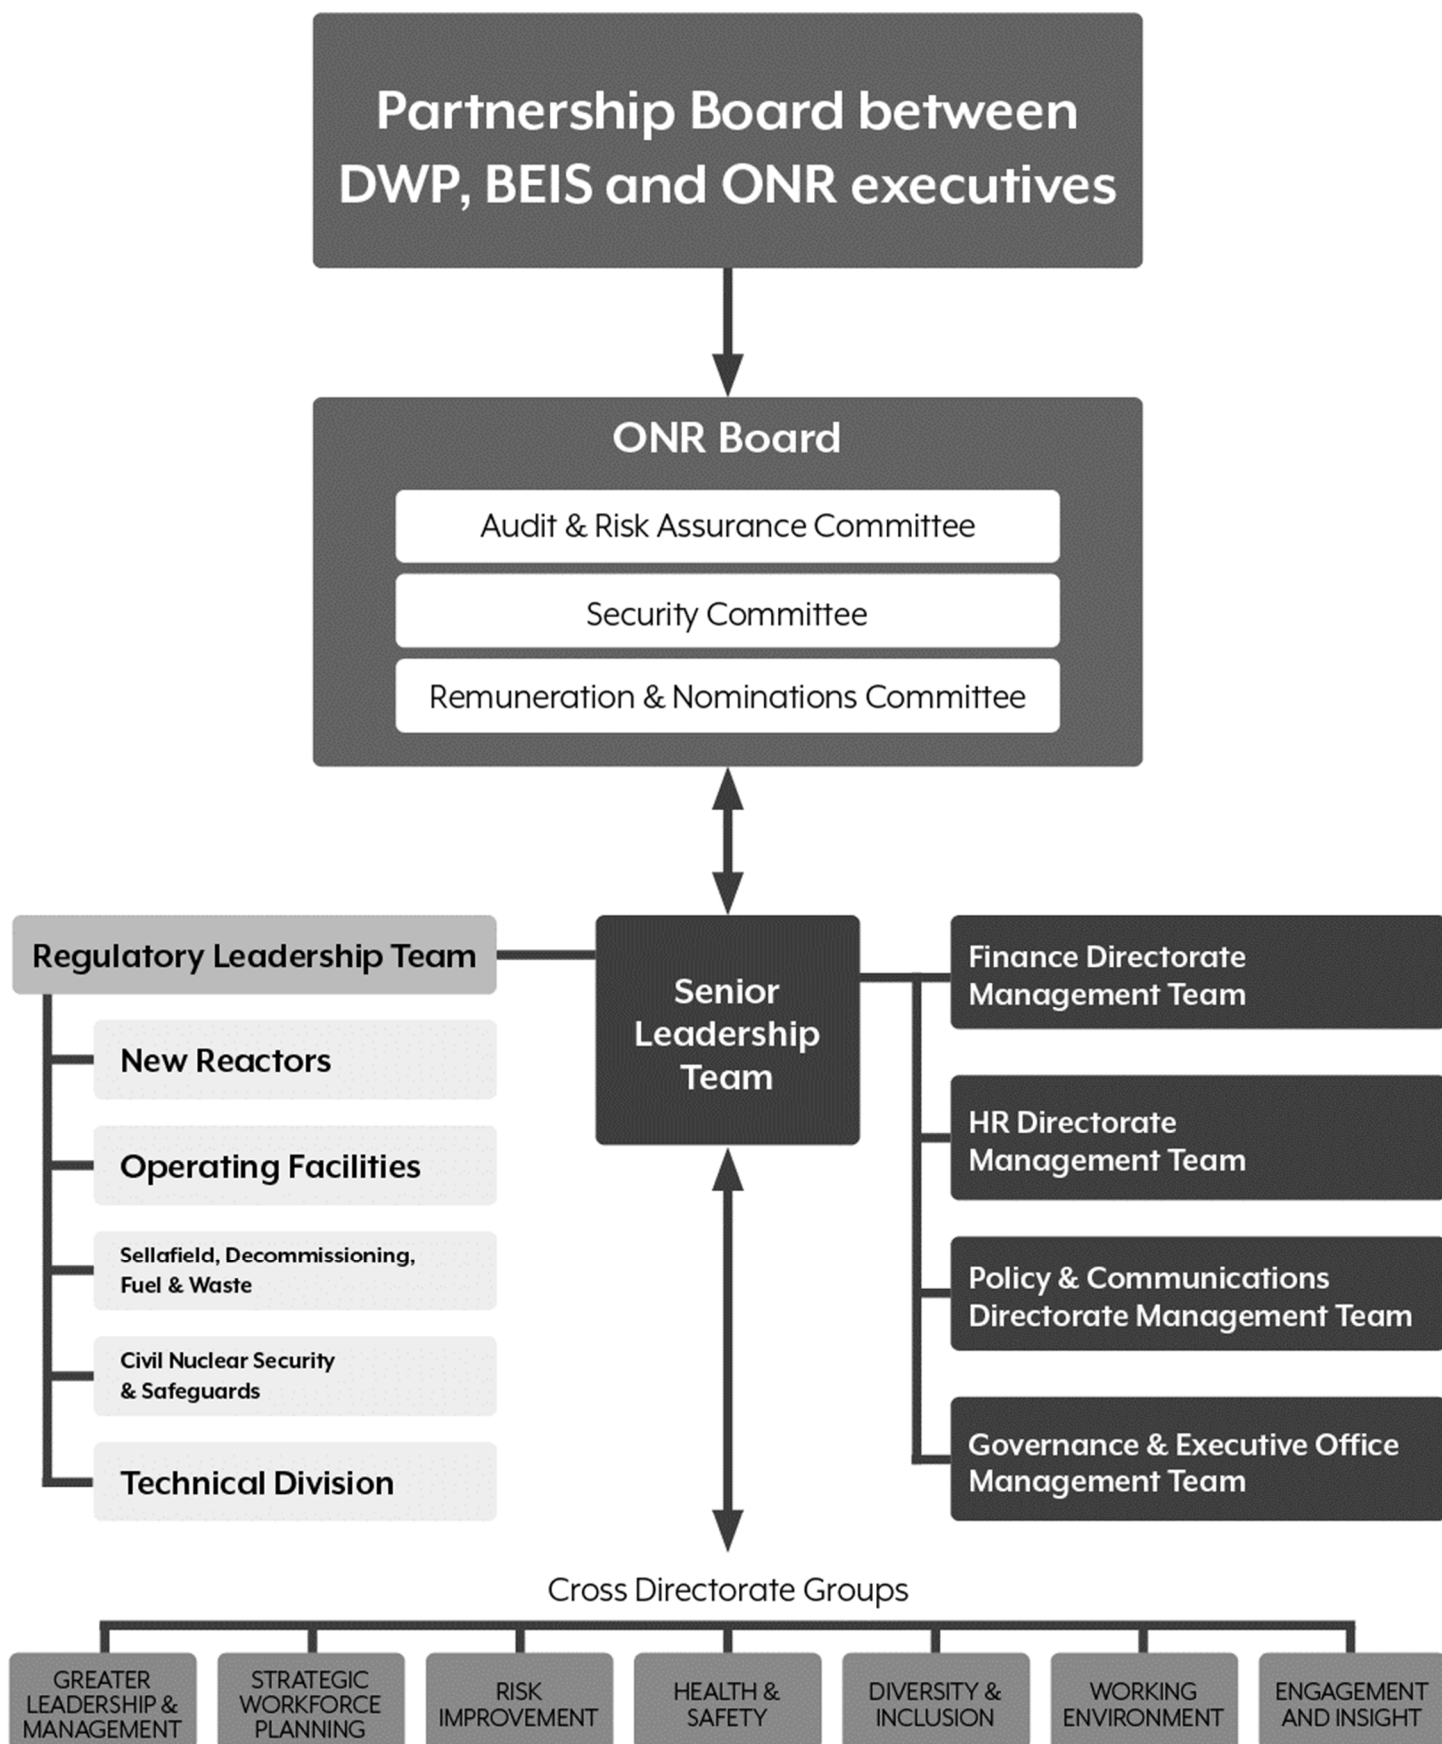 Partnership Board between
DWP, BEIS and ONR executives
ONR Board
Audit & Risk Assurance Committee
Security Committee
Remuneration & Nominations Committee
Regulatory Leadership Team
New Reactors
Operating Facilities
Sellafield, Decommissioning,
Fuel & Waste
Civil Nuclear Security
& Safeguards
Technical Division
Senior
Leadership
Team
Finance Directorate
Management Team
HR Directorate
Management Team
Policy & Communications
Directorate Management Team
Governance & Executive Office
Management Team
Cross Directorate Groups
GREATER
LEADERSHIP &
MANAGEMENT
STRATEGIC
WORKFORCE
PLANNING
RISK
IMPROVEMENT
HEALTH &
SAFETY
DIVERSITY &
INCLUSION
WORKING
ENVIRONMENT
ENGAGEMENT
AND INSIGHT